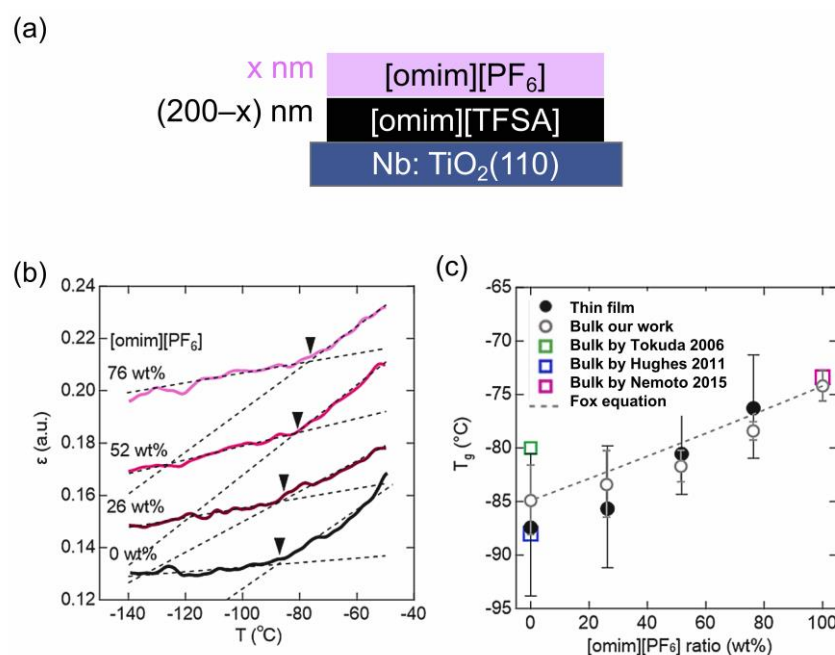 (a)
x nm
[omim][PF₆]
(200–x) nm
[omim][TFSA]
Nb: TiO₂(110)
(b)
0.24
0.22
0.20
0.18
0.16
0.14
0.12
ε (a.u.)
[omim][PF₆]
76 wt%
52 wt%
26 wt%
0 wt%
-140
-120
-100
-80
-60
-40
T (°C)
(c)
-65
-70
-75
-80
-85
-90
-95
T_g (°C)
Thin film
Bulk our work
Bulk by Tokuda 2006
Bulk by Hughes 2011
Bulk by Nemoto 2015
Fox equation
0
20
40
60
80
100
[omim][PF₆] ratio (wt%)